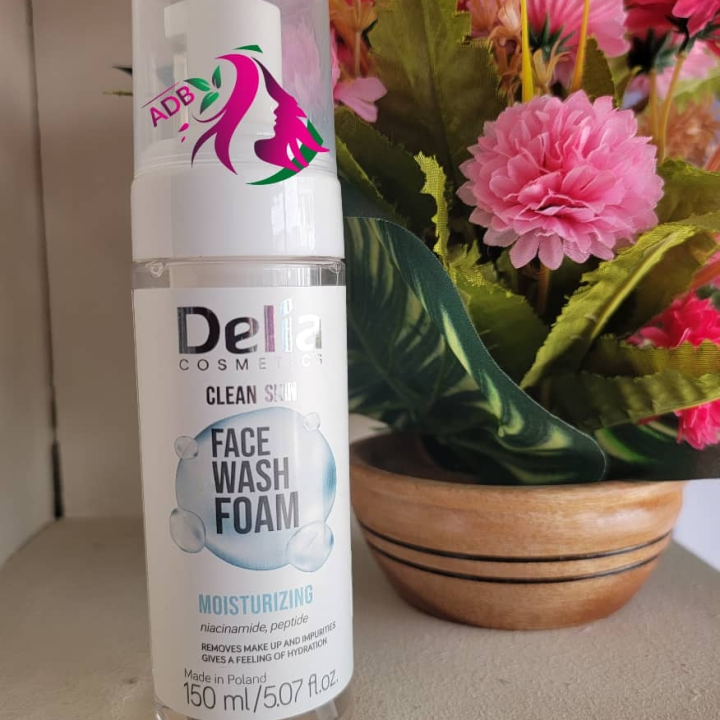 ADB
Delia
COSMETICS
CLEAN SKIN
FACE
WASH
FOAM
MOISTURIZING
niacinamide, peptide
REMOVES MAKE UP AND IMPURITIES
GIVES A FEELING OF HYDRATION
Made in Poland
150 ml/5.07 fl.oz.